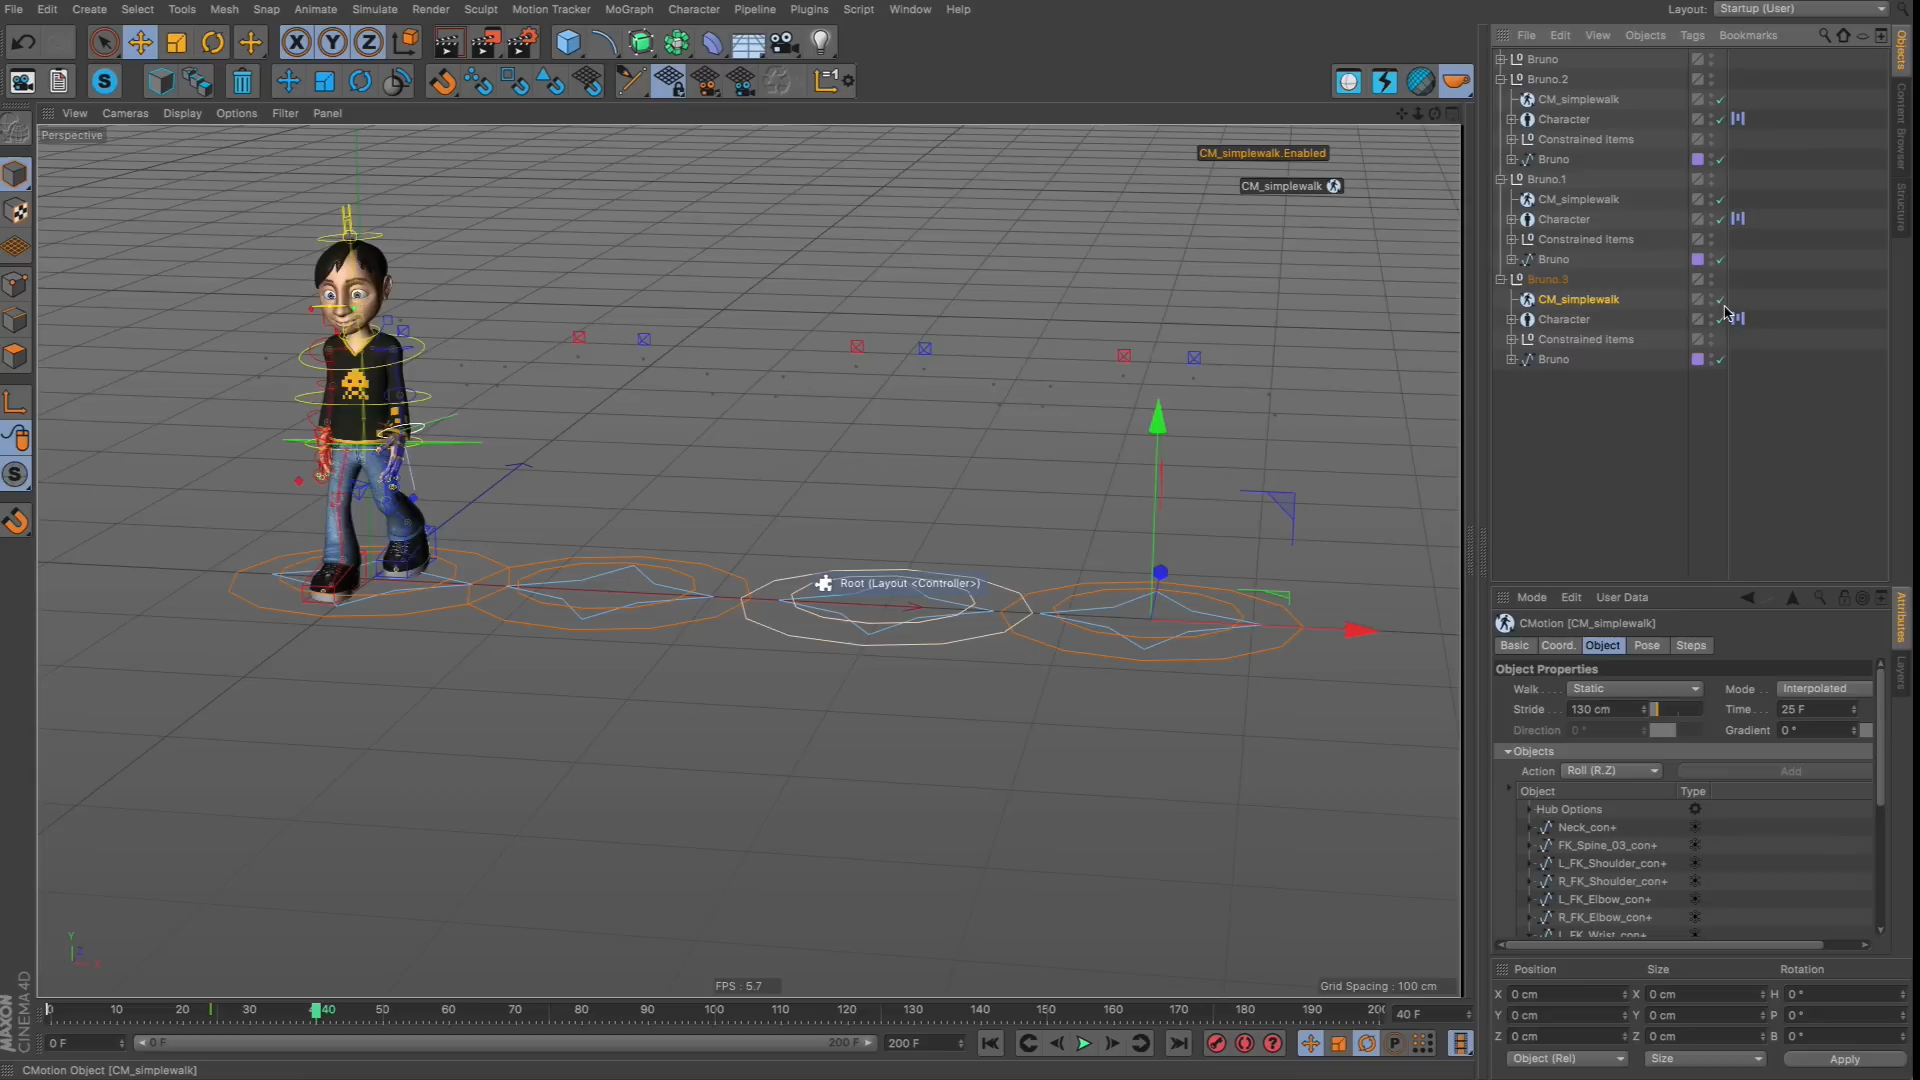 File Edit Create Select Tools Mesh Snap Animate Simulate Render Sculpt Motion Tracker MoGraph Character Pipeline Plugins Script Window Help
Layout: Startup (User)
File Edit View Objects Tags Bookmarks
View Cameras Display Options Filter Panel
Perspective
CM_simplewalk.Enabled
CM_simplewalk
Root (Layout <Controller>)
Bruno
Bruno.2
CM_simplewalk
Character
Constrained items
Bruno
Bruno.1
CM_simplewalk
Character
Constrained items
Bruno
Bruno.3
CM_simplewalk
Character
Constrained items
Bruno
Objects
Content Browser
Structure
Mode Edit User Data
CMotion [CM_simplewalk]
Basic Coord. Object Pose Steps
Object Properties
Walk Static Mode Interpolated
Stride 130 cm Time 25 F
Direction 0 ° Gradient 0 °
Objects
Action Roll (R.Z) Add
Object Type
Hub Options
Neck_con+
FK_Spine_03_con+
L_FK_Shoulder_con+
R_FK_Shoulder_con+
L_FK_Elbow_con+
R_FK_Elbow_con+
L_FK_Wrist_con+
Attributes
Layers
Y
Z
X
FPS : 5.7
Grid Spacing : 100 cm
0 10 20 30 40 50 60 70 80 90 100 110 120 130 140 150 160 170 180 190 200
40 F
0 F 0 F 200 F 200 F
Position Size Rotation
X 0 cm X 0 cm H 0 °
Y 0 cm Y 0 cm P 0 °
Z 0 cm Z 0 cm B 0 °
Object (Rel) Size Apply
MAXON
CINEMA 4D
CMotion Object [CM_simplewalk]